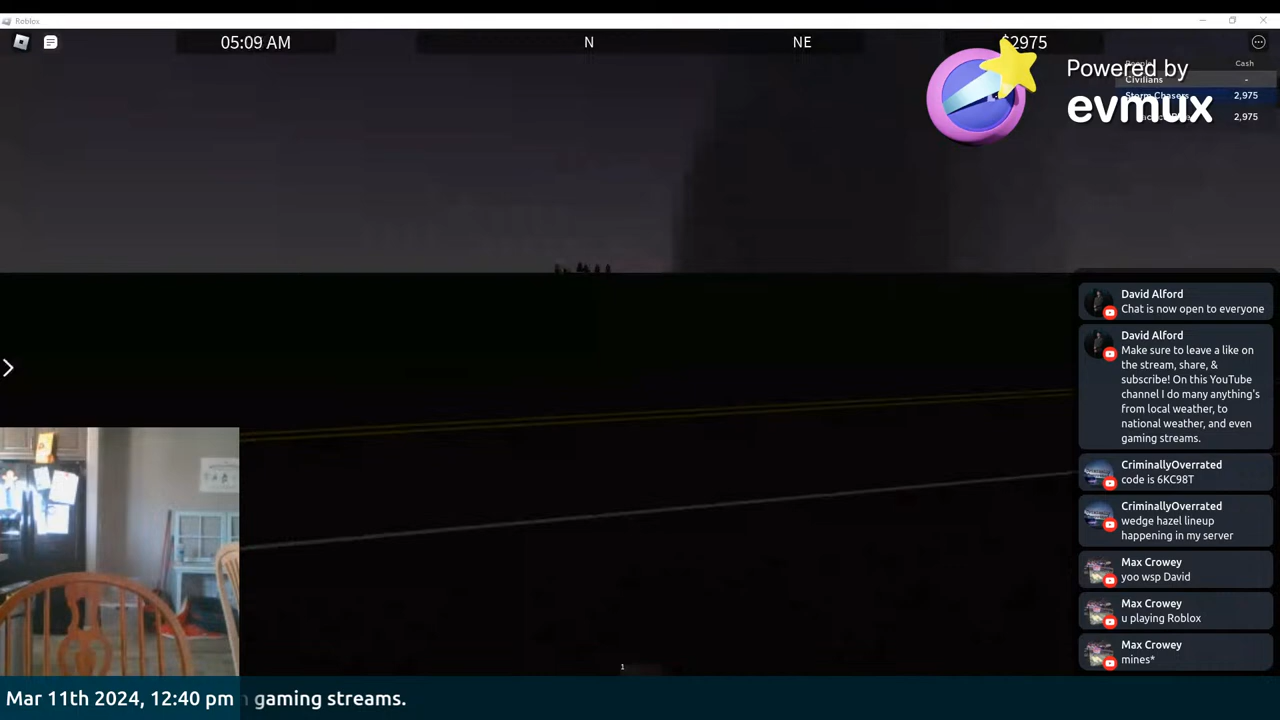 Roblox
05:09 AM
N
NE
$2975
Powered by
evmux
Cash
Civilians
-
Storm Chasers
2,975
2,975
David Alford
Chat is now open to everyone
David Alford
Make sure to leave a like on
the stream, share, &
subscribe! On this YouTube
channel I do many anything's
from local weather, to
national weather, and even
gaming streams.
CriminallyOverrated
code is 6KC98T
CriminallyOverrated
wedge hazel lineup
happening in my server
Max Crowey
yoo wsp David
Max Crowey
u playing Roblox
Max Crowey
mines*
1
Mar 11th 2024, 12:40 pm
gaming streams.